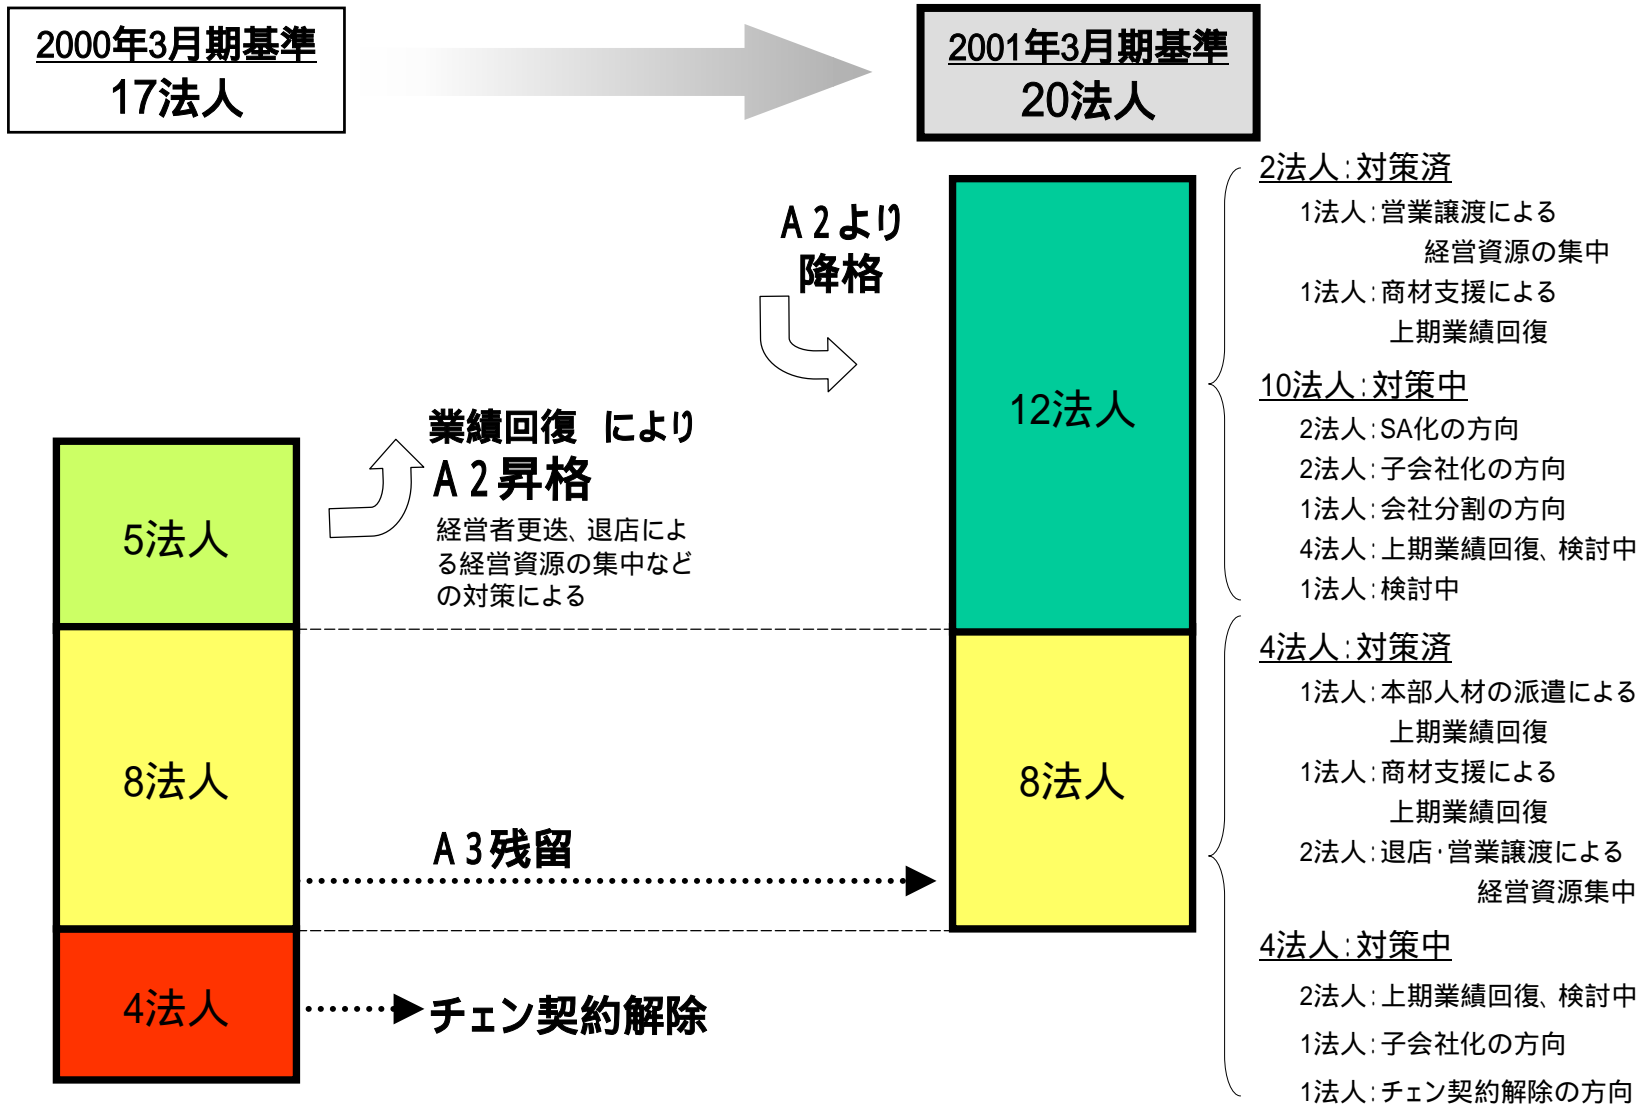 2000年3月期基準
17法人
2001年3月期基準
20法人
A2より
降格
業績回復 により
A2昇格
経営者更迭、退店によ
る経営資源の集中など
の対策による
5法人
8法人
4法人
A3残留
チェン契約解除
12法人
8法人
2法人:対策済
1法人:営業譲渡による
経営資源の集中
1法人:商材支援による
上期業績回復
10法人:対策中
2法人:SA化の方向
2法人:子会社化の方向
1法人:会社分割の方向
4法人:上期業績回復、検討中
1法人:検討中
4法人:対策済
1法人:本部人材の派遣による
上期業績回復
1法人:商材支援による
上期業績回復
2法人:退店・営業譲渡による
経営資源集中
4法人:対策中
2法人:上期業績回復、検討中
1法人:子会社化の方向
1法人:チェン契約解除の方向